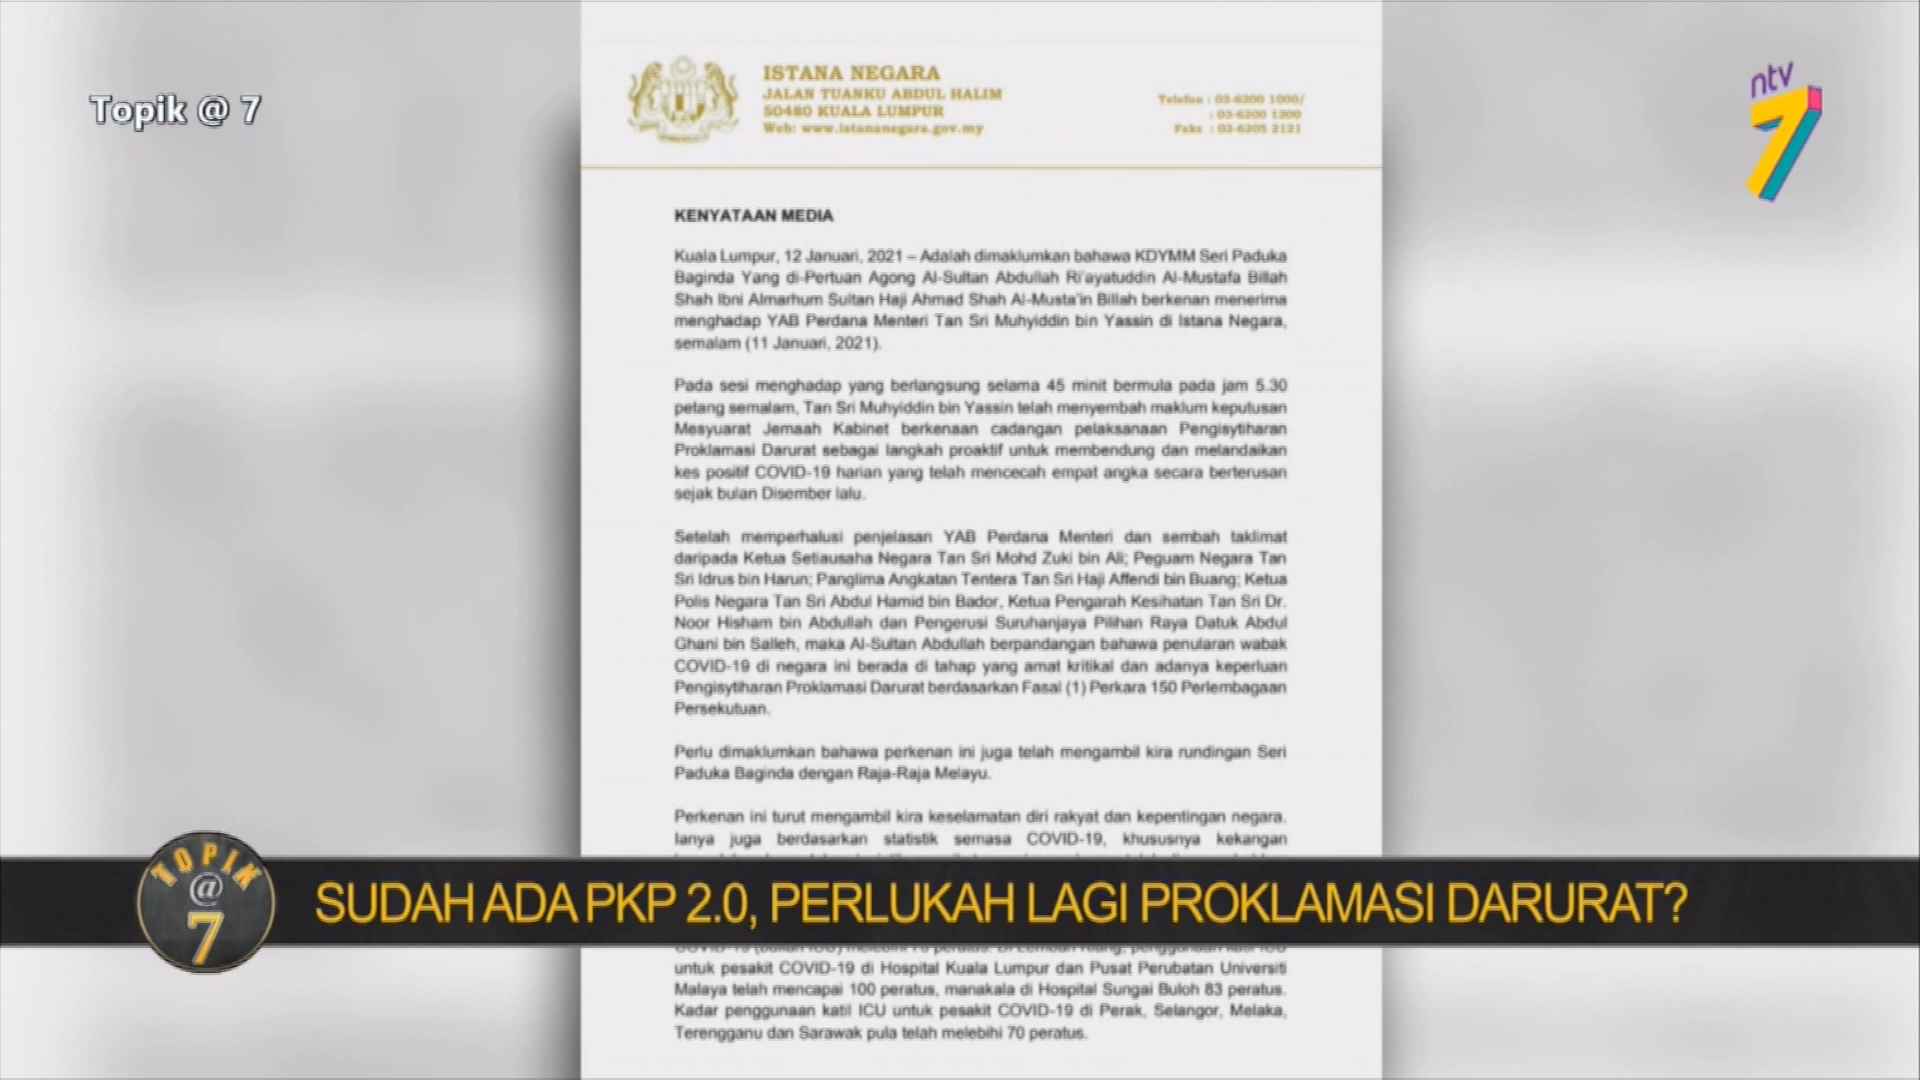 Topik @ 7
ntv
7
ISTANA NEGARA
JALAN TUANKU ABDUL HALIM
50480 KUALA LUMPUR
Web: www.istananegara.gov.my
Telefon : 03-6200 1000/
: 03-6200 1200
Faks : 03-6205 2121
KENYATAAN MEDIA
Kuala Lumpur, 12 Januari, 2021 – Adalah dimaklumkan bahawa KDYMM Seri Paduka
Baginda Yang di-Pertuan Agong Al-Sultan Abdullah Ri'ayatuddin Al-Mustafa Billah
Shah Ibni Almarhum Sultan Haji Ahmad Shah Al-Musta'in Billah berkenan menerima
menghadap YAB Perdana Menteri Tan Sri Muhyiddin bin Yassin di Istana Negara,
semalam (11 Januari, 2021).
Pada sesi menghadap yang berlangsung selama 45 minit bermula pada jam 5.30
petang semalam, Tan Sri Muhyiddin bin Yassin telah menyembah maklum keputusan
Mesyuarat Jemaah Kabinet berkenaan cadangan pelaksanaan Pengisytiharan
Proklamasi Darurat sebagai langkah proaktif untuk membendung dan melandaikan
kes positif COVID-19 harian yang telah mencecah empat angka secara berterusan
sejak bulan Disember lalu.
Setelah memperhalusi penjelasan YAB Perdana Menteri dan sembah taklimat
daripada Ketua Setiausaha Negara Tan Sri Mohd Zuki bin Ali; Peguam Negara Tan
Sri Idrus bin Harun; Panglima Angkatan Tentera Tan Sri Haji Affendi bin Buang; Ketua
Polis Negara Tan Sri Abdul Hamid bin Bador, Ketua Pengarah Kesihatan Tan Sri Dr.
Noor Hisham bin Abdullah dan Pengerusi Suruhanjaya Pilihan Raya Datuk Abdul
Ghani bin Salleh, maka Al-Sultan Abdullah berpandangan bahawa penularan wabak
COVID-19 di negara ini berada di tahap yang amat kritikal dan adanya keperluan
Pengisytiharan Proklamasi Darurat berdasarkan Fasal (1) Perkara 150 Perlembagaan
Persekutuan.
Perlu dimaklumkan bahawa perkenan ini juga telah mengambil kira rundingan Seri
Paduka Baginda dengan Raja-Raja Melayu.
Perkenan ini turut mengambil kira keselamatan diri rakyat dan kepentingan negara.
Ianya juga berdasarkan statistik semasa COVID-19, khususnya kekangan
TOPIK
@
7
SUDAH ADA PKP 2.0, PERLUKAH LAGI PROKLAMASI DARURAT?
untuk pesakit COVID-19 di Hospital Kuala Lumpur dan Pusat Perubatan Universiti
Malaya telah mencapai 100 peratus, manakala di Hospital Sungai Buloh 83 peratus.
Kadar penggunaan katil ICU untuk pesakit COVID-19 di Perak, Selangor, Melaka,
Terengganu dan Sarawak pula telah melebihi 70 peratus.